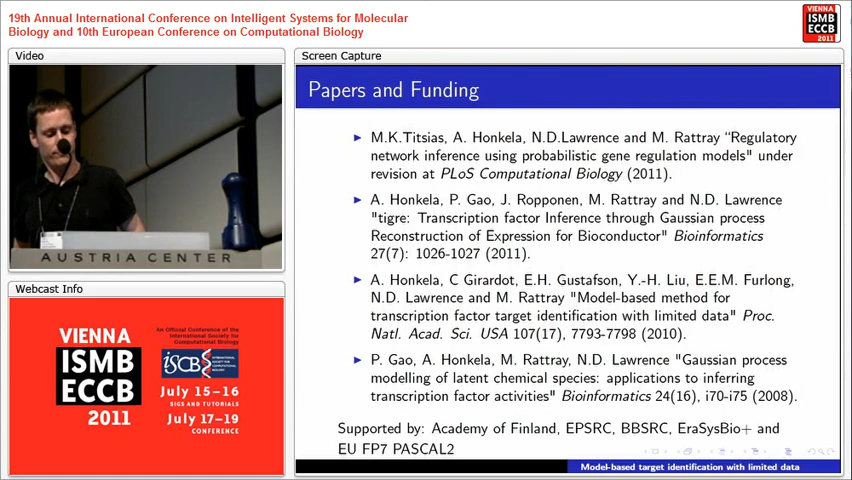 19th Annual International Conference on Intelligent Systems for Molecular
Biology and 10th European Conference on Computational Biology
VIENNA
ISMB
ECCB
2011
Video
Screen Capture
AUSTRIA CENTER
Webcast Info
VIENNA
ISMB
ECCB
2011
An Official Conference of the
International Society for
Computational Biology
ISCB
INTERNATIONAL
SOCIETY FOR
COMPUTATIONAL
BIOLOGY
July 15–16
SIGS AND TUTORIALS
July 17–19
CONFERENCE
Papers and Funding
M.K.Titsias, A. Honkela, N.D.Lawrence and M. Rattray “Regulatory
network inference using probabilistic gene regulation models" under
revision at PLoS Computational Biology (2011).
A. Honkela, P. Gao, J. Ropponen, M. Rattray and N.D. Lawrence
"tigre: Transcription factor Inference through Gaussian process
Reconstruction of Expression for Bioconductor" Bioinformatics
27(7): 1026-1027 (2011).
A. Honkela, C Girardot, E.H. Gustafson, Y.-H. Liu, E.E.M. Furlong,
N.D. Lawrence and M. Rattray "Model-based method for
transcription factor target identification with limited data" Proc.
Natl. Acad. Sci. USA 107(17), 7793-7798 (2010).
P. Gao, A. Honkela, M. Rattray, N.D. Lawrence "Gaussian process
modelling of latent chemical species: applications to inferring
transcription factor activities" Bioinformatics 24(16), i70-i75 (2008).
Supported by: Academy of Finland, EPSRC, BBSRC, EraSysBio+ and
EU FP7 PASCAL2
Model-based target identification with limited data